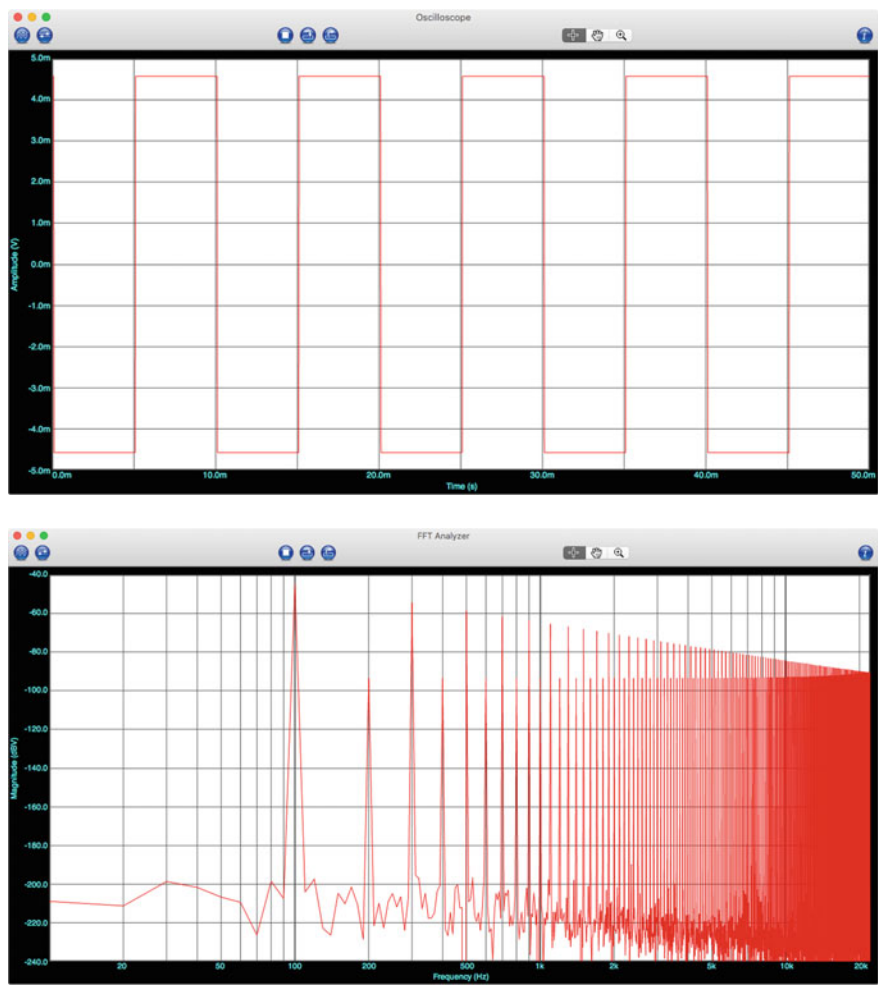 Oscilloscope
5.0m
4.0m
3.0m
2.0m
1.0m
0.0m
-1.0m
-2.0m
-3.0m
-4.0m
-5.0m
Amplitude (V)
0.0m 10.0m 20.0m 30.0m 40.0m 50.0m
Time (s)
FFT Analyzer
-40.0
-60.0
-80.0
-100.0
-120.0
-140.0
-160.0
-180.0
-200.0
-220.0
-240.0
Magnitude (dBV)
20 50 100 200 500 1k 2k 5k 10k 20k
Frequency (Hz)